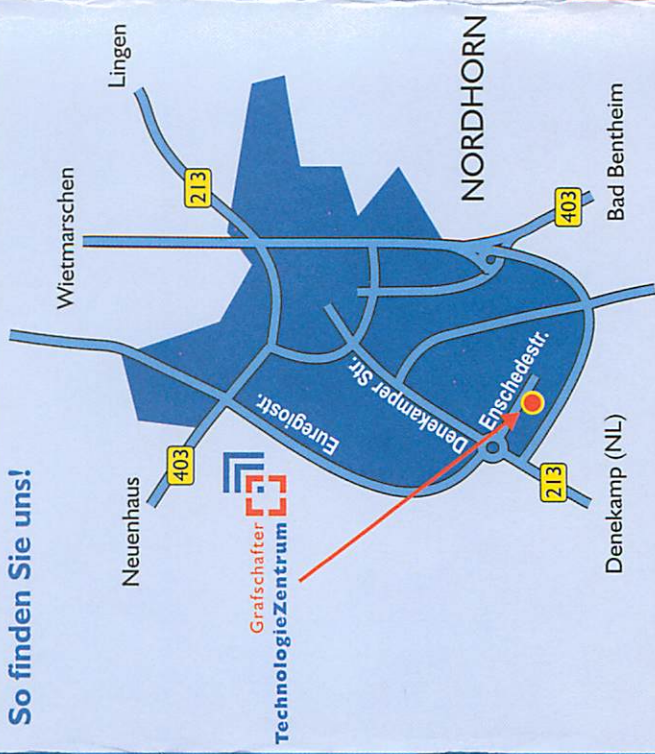 So finden Sie uns!
Wietmarschen
Lingen
213
Neuenhaus
403
Grafschafter
TechnologieZentrum
Euregiostr.
Denekamper Str.
Enschedestr.
NORDHORN
403
213
Denekamp (NL)
Bad Bentheim